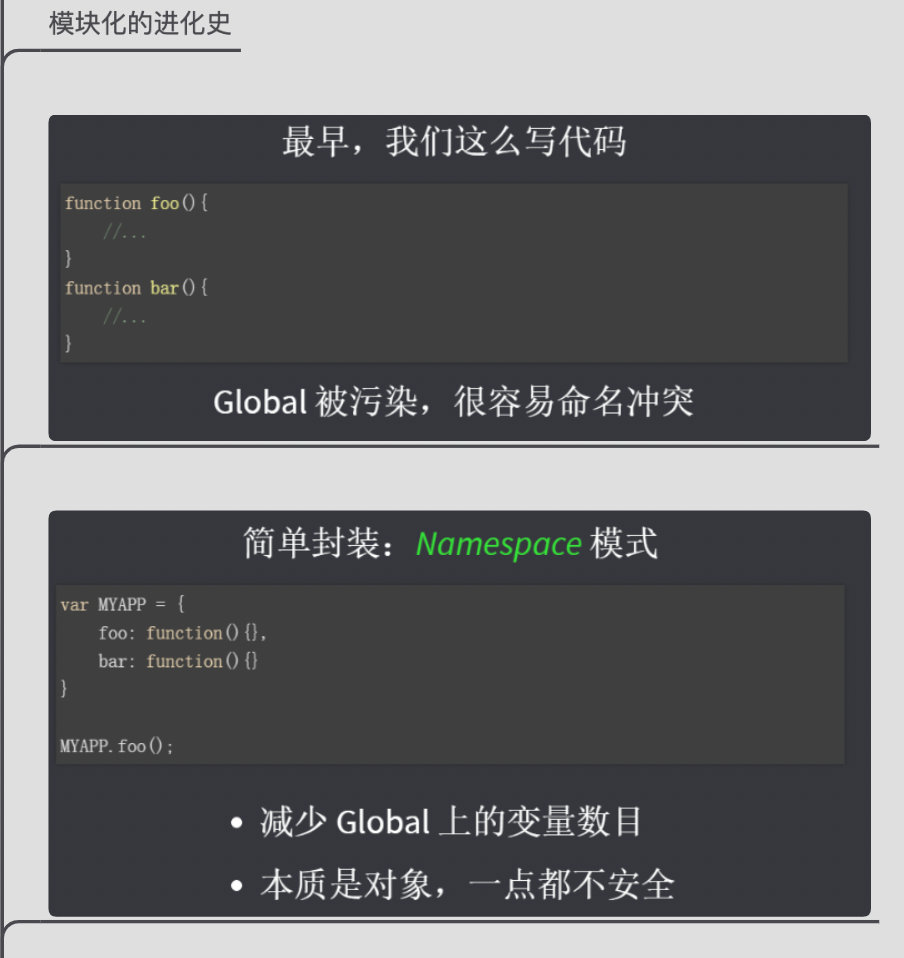 模块化的进化史
最早，我们这么写代码
function foo(){
    //...
}
function bar(){
    //...
}
Global 被污染，很容易命名冲突
简单封装：Namespace 模式
var MYAPP = {
    foo: function(){},
    bar: function(){}
}
MYAPP.foo();
• 减少 Global 上的变量数目
• 本质是对象，一点都不安全